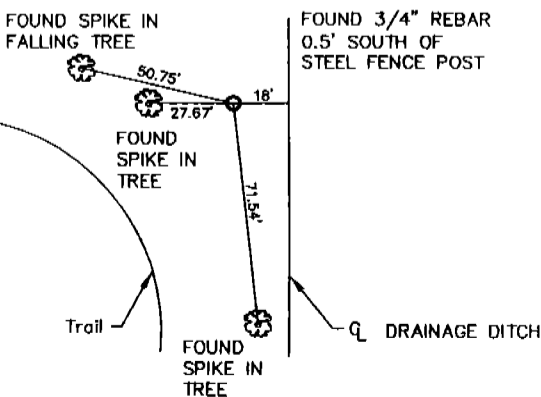 FOUND SPIKE IN
FALLING TREE
FOUND 3/4" REBAR
0.5' SOUTH OF
STEEL FENCE POST
50.75'
18'
27.67'
FOUND
SPIKE IN
TREE
71.54'
Trail
℄ DRAINAGE DITCH
FOUND
SPIKE IN
TREE